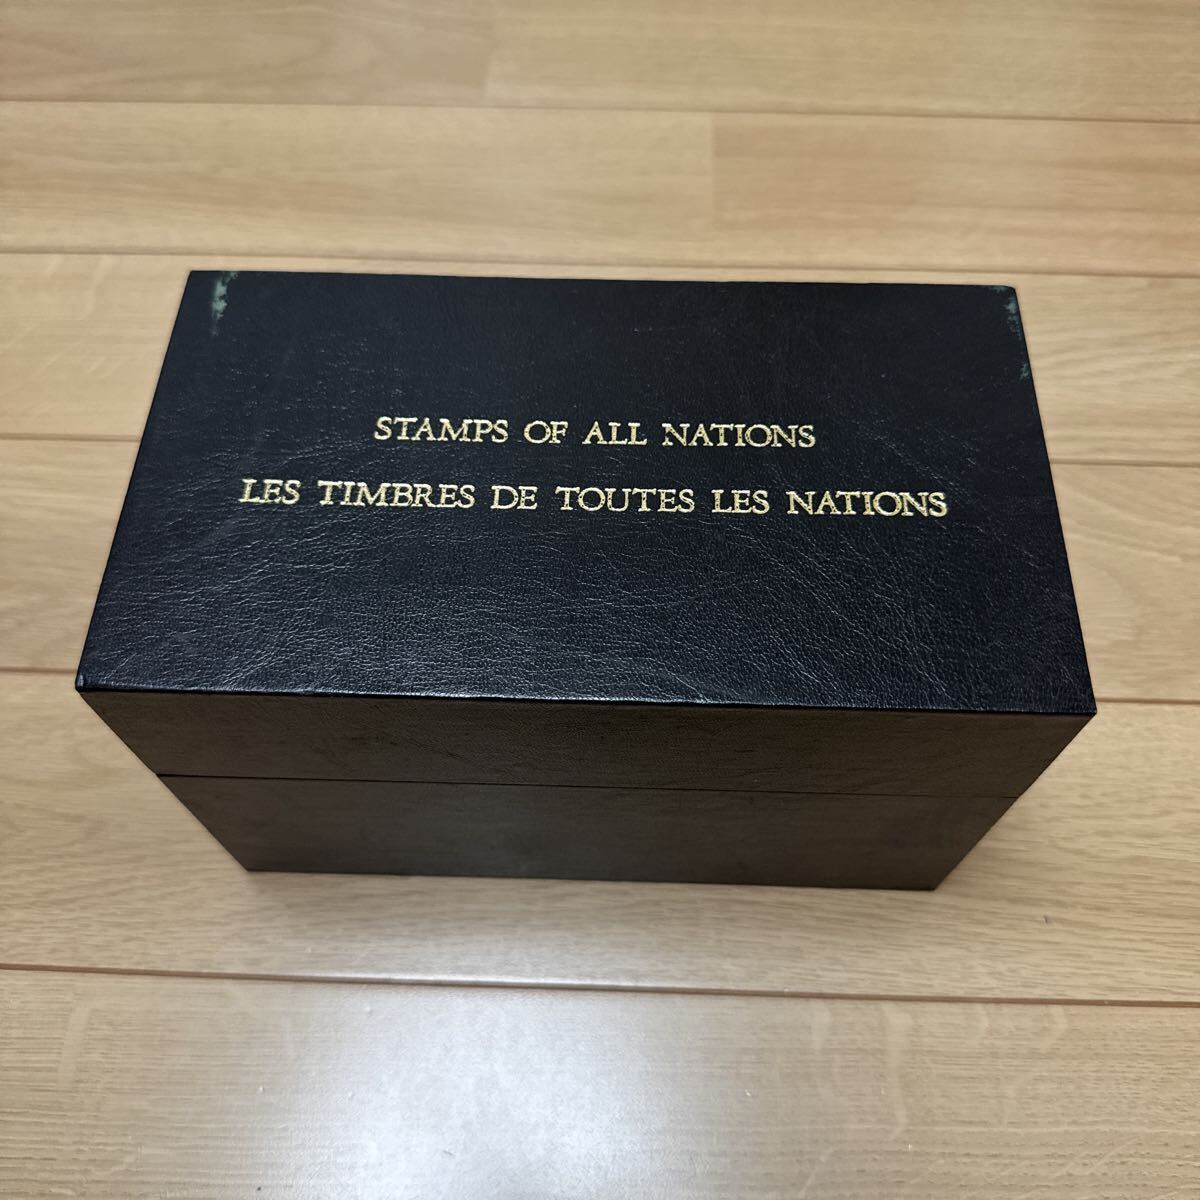 STAMPS OF ALL NATIONS
LES TIMBRES DE TOUTES LES NATIONS